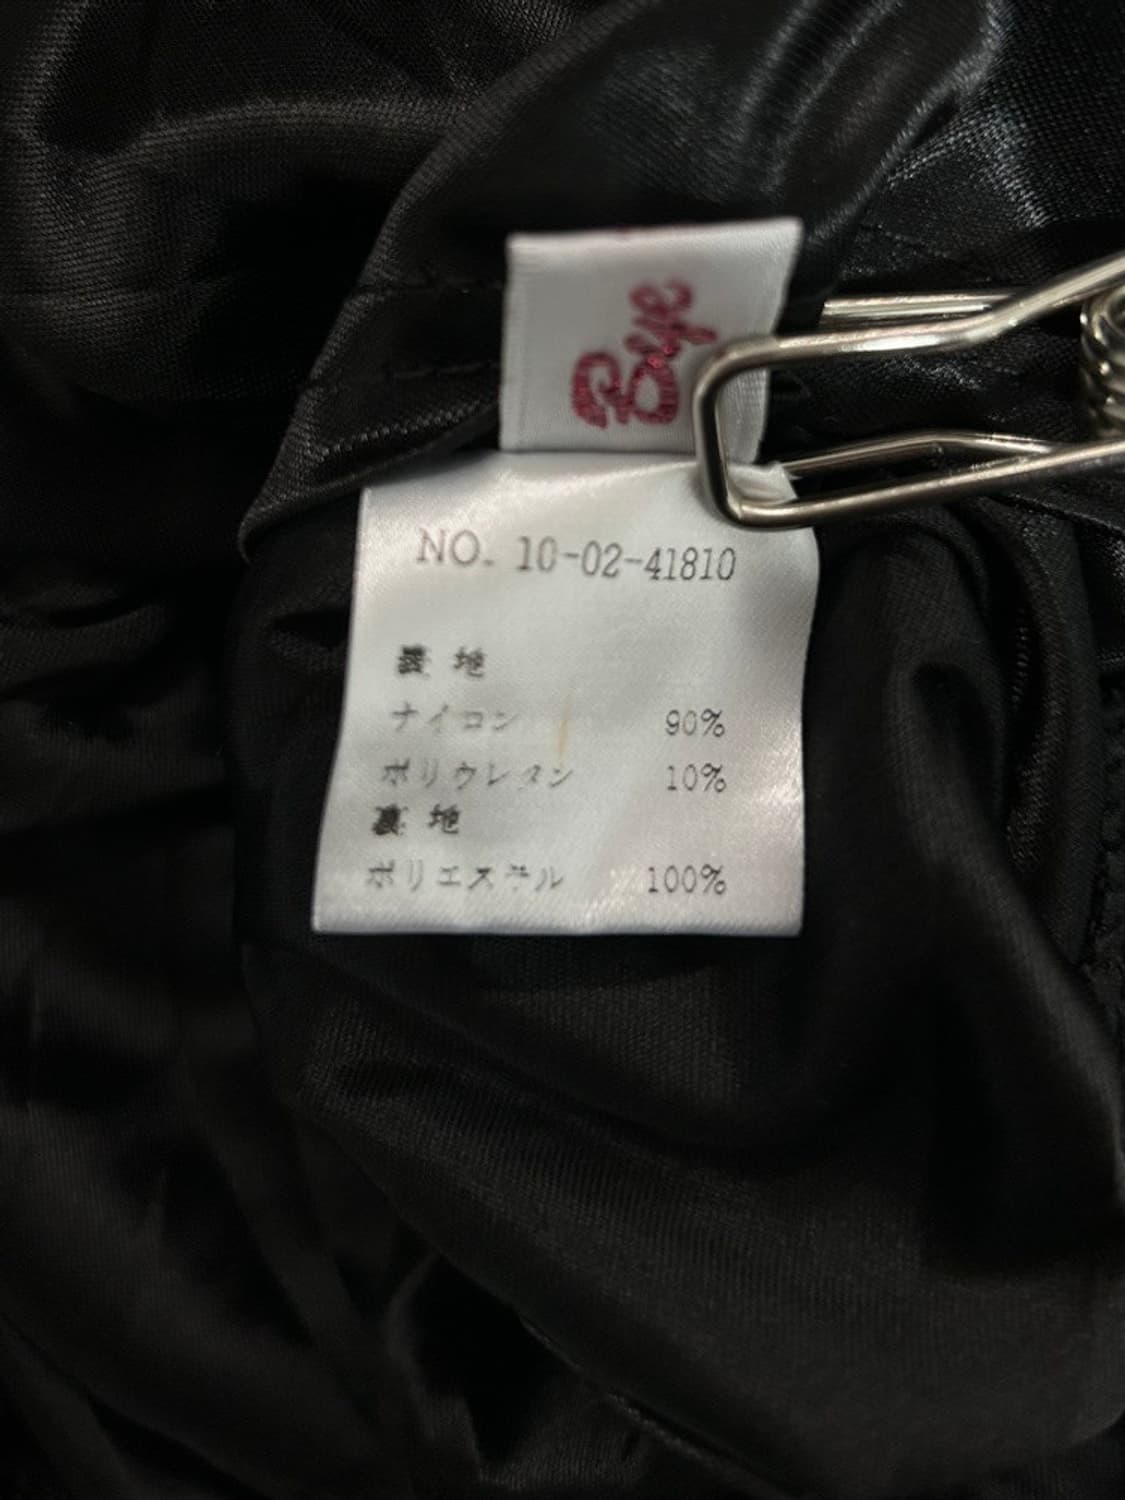 NO. 10-02-41810
表地
ナイロン 90%
ポリウレタン 10%
裏地
ポリエステル 100%